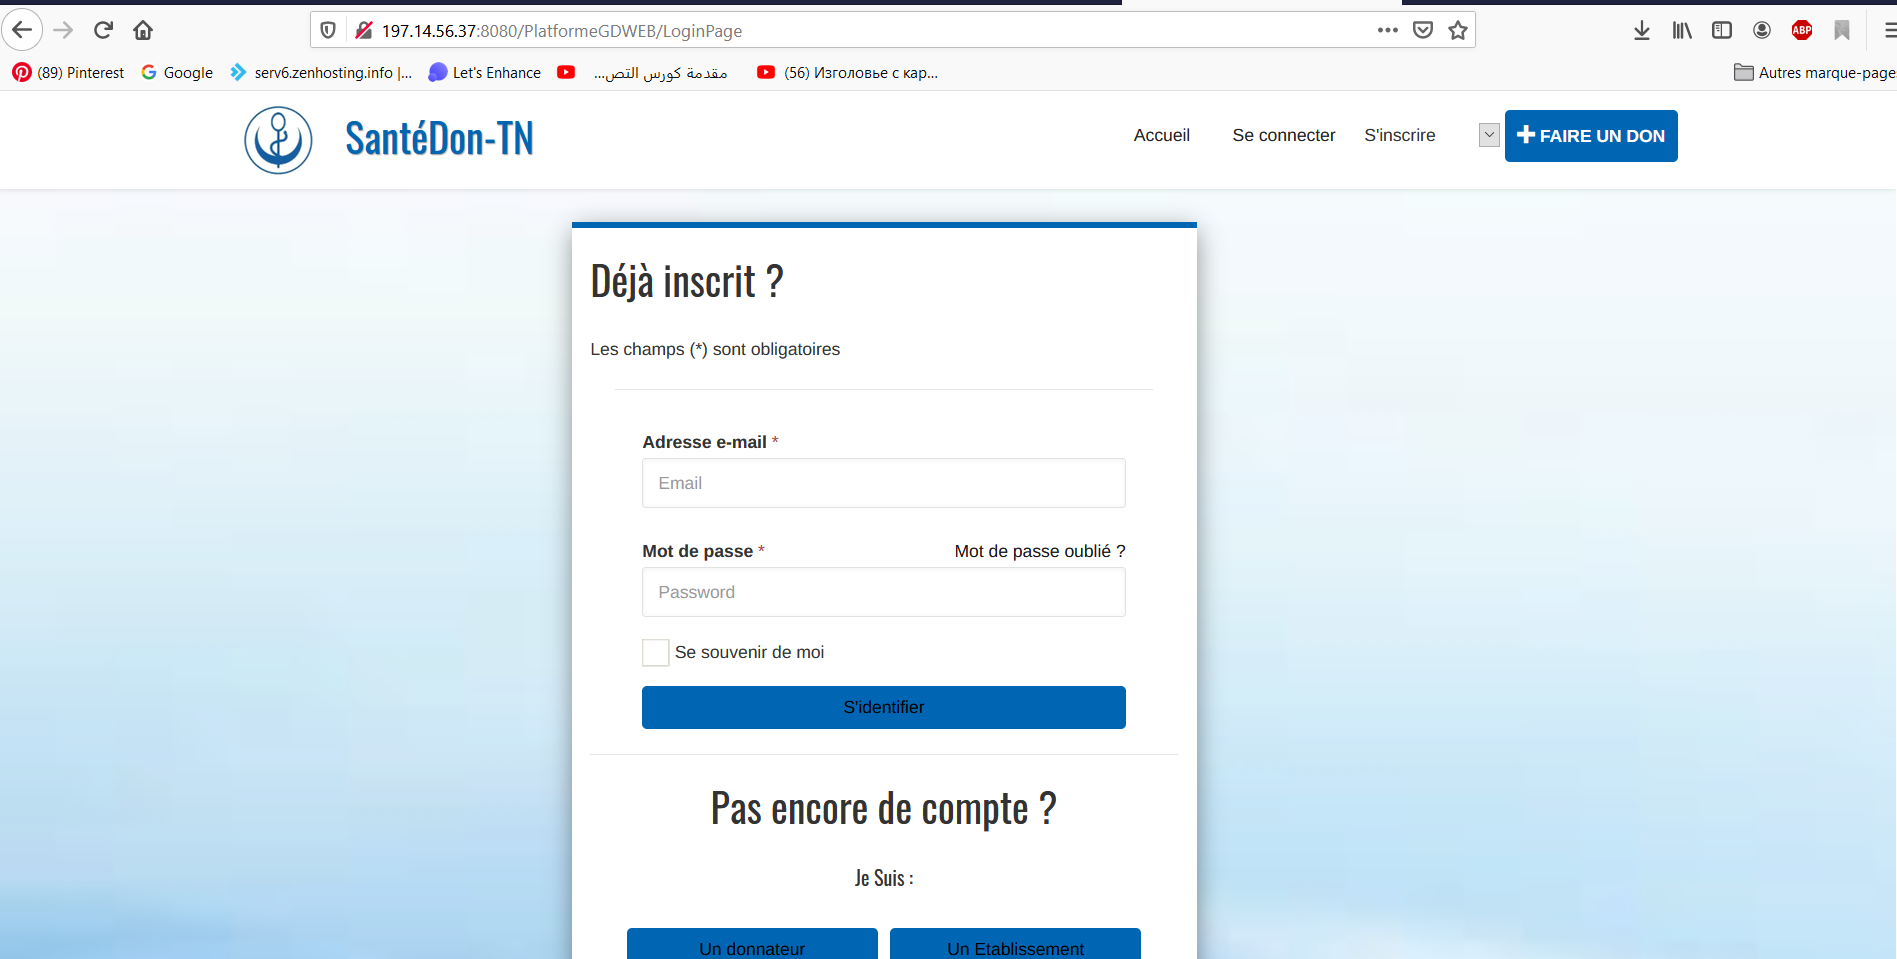 197.14.56.37:8080/PlatformeGDWEB/LoginPage
ABP
(89) Pinterest
Google
serv6.zenhosting.info |...
Let's Enhance
مقدمة كورس التص...
(56) Изголовье с кар...
Autres marque-pages
SantéDon-TN
Accueil
Se connecter
S'inscrire
FAIRE UN DON
Déjà inscrit ?
Les champs (*) sont obligatoires
Adresse e-mail *
Email
Mot de passe *
Mot de passe oublié ?
Password
Se souvenir de moi
S'identifier
Pas encore de compte ?
Je Suis :
Un donnateur
Un Etablissement